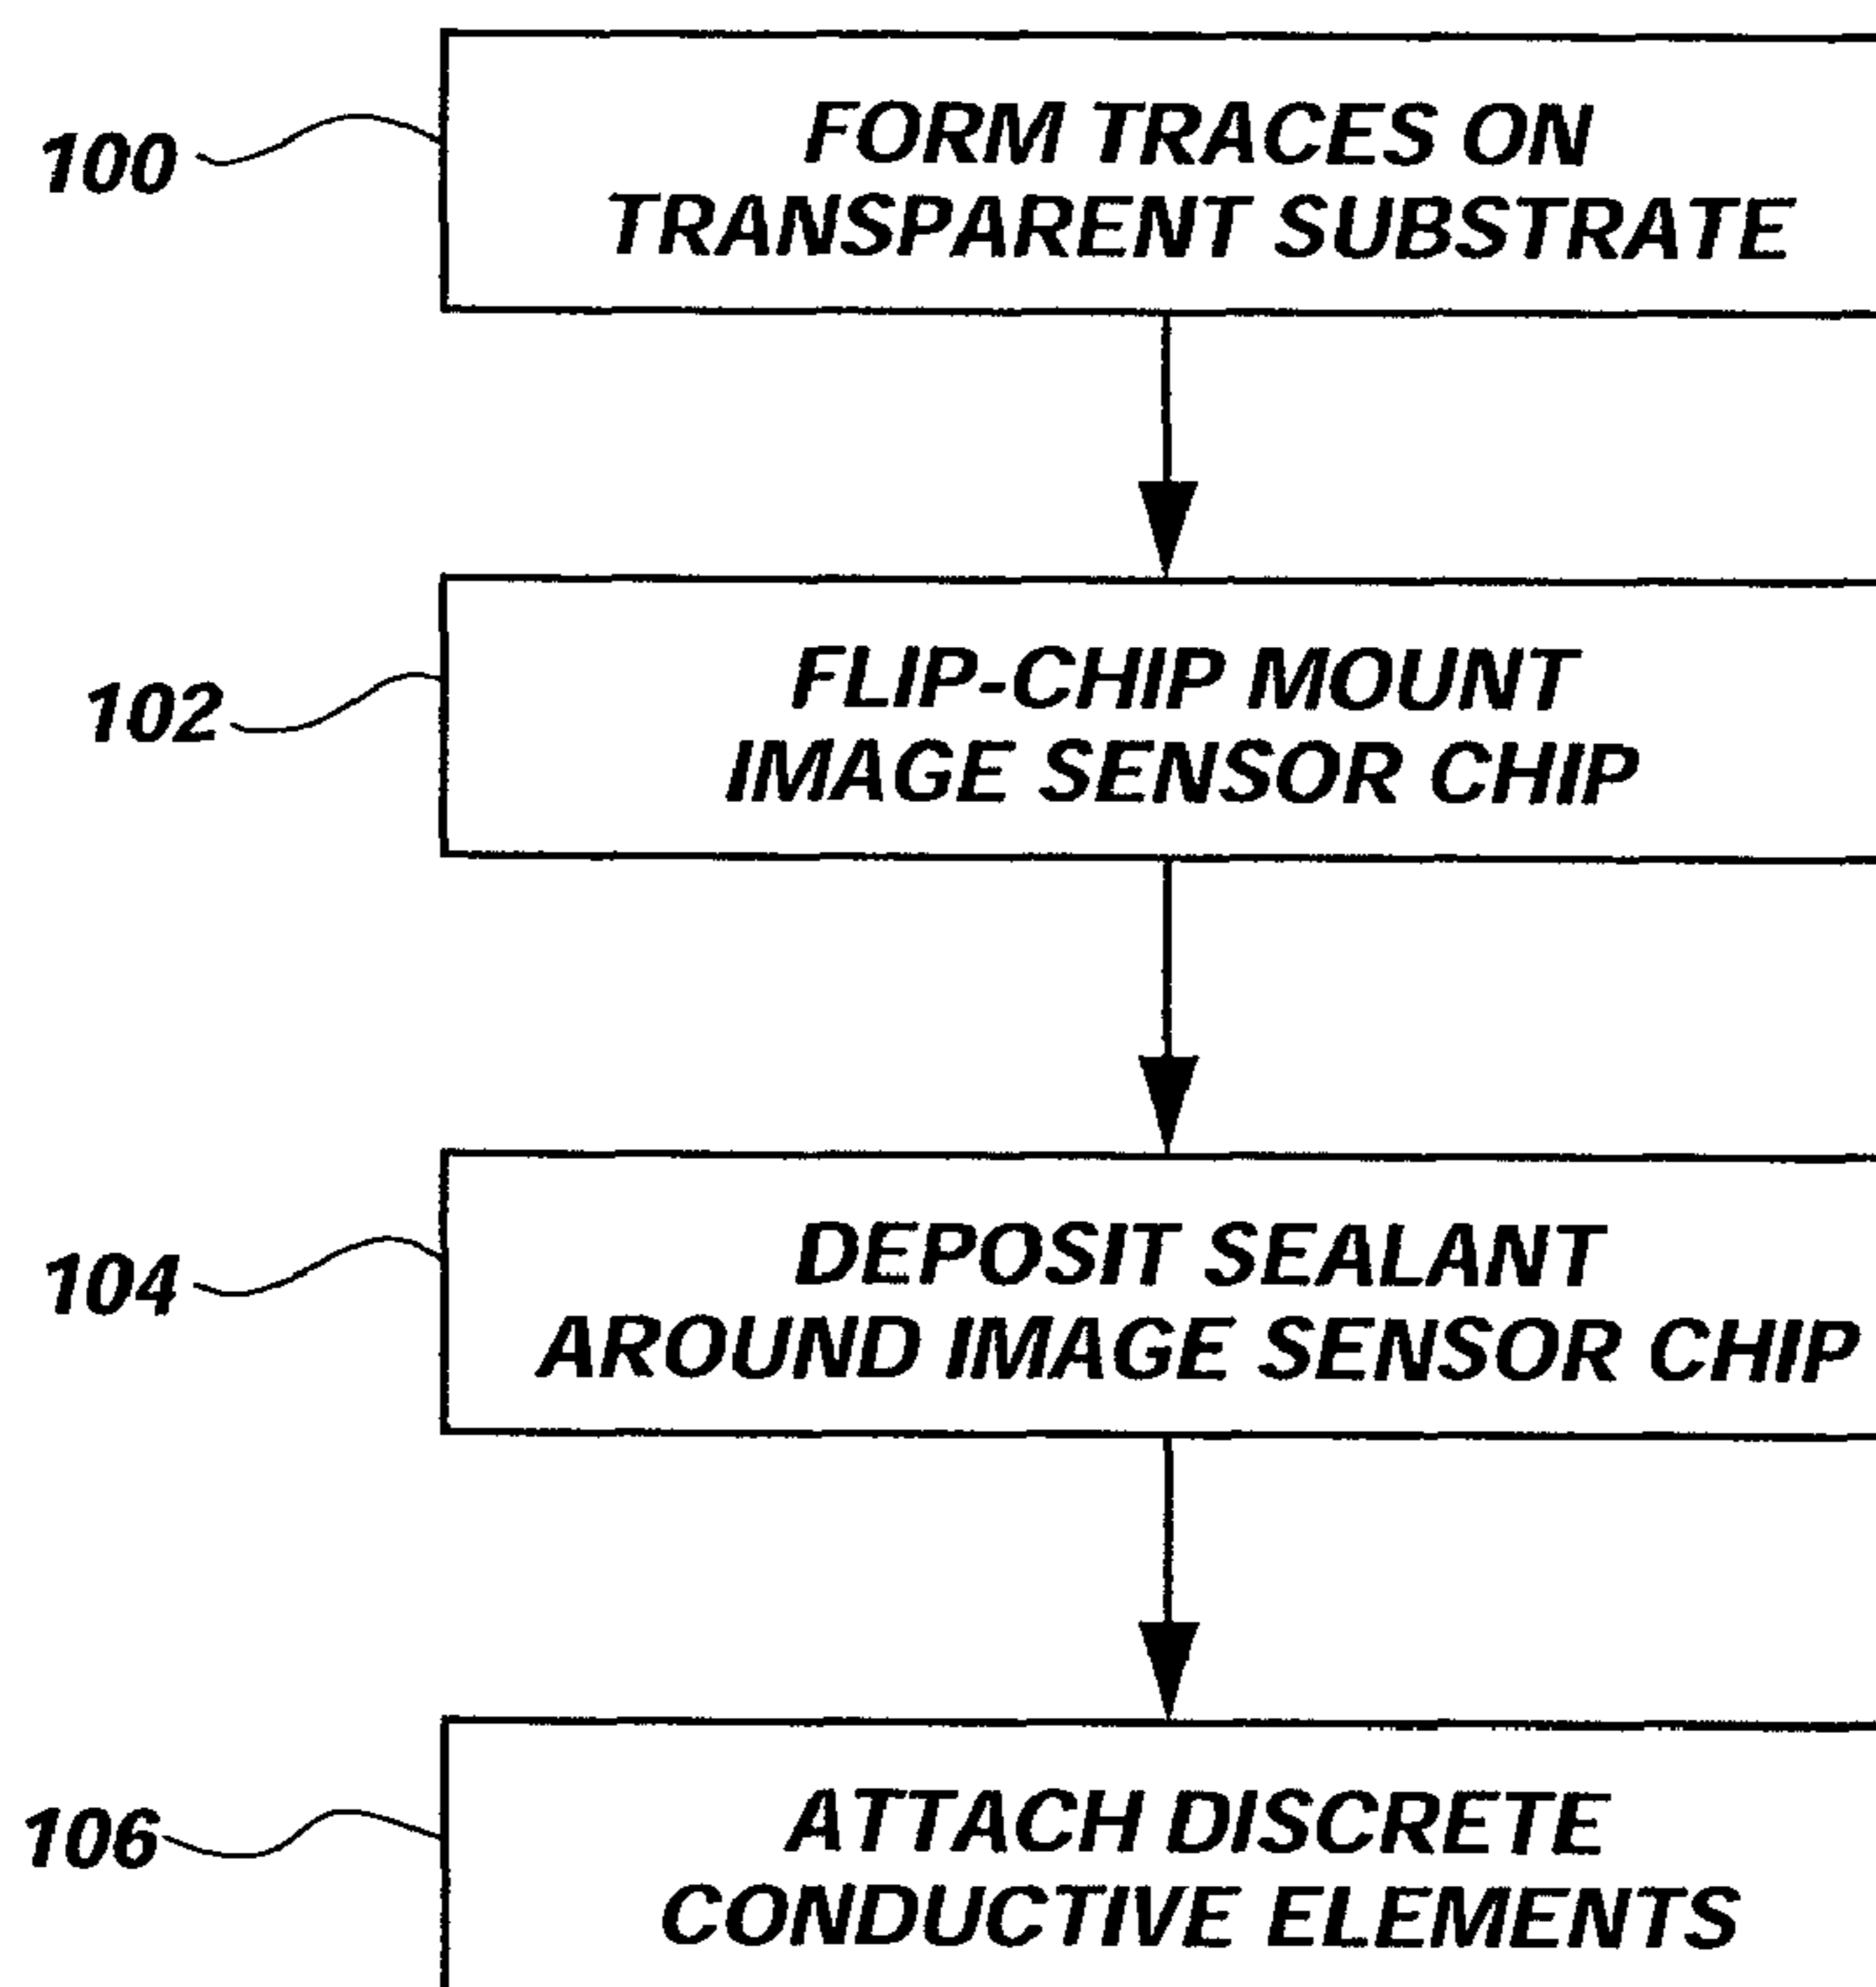 100
FORM TRACES ON
TRANSPARENT SUBSTRATE
102
FLIP-CHIP MOUNT
IMAGE SENSOR CHIP
104
DEPOSIT SEALANT
AROUND IMAGE SENSOR CHIP
106
ATTACH DISCRETE
CONDUCTIVE ELEMENTS